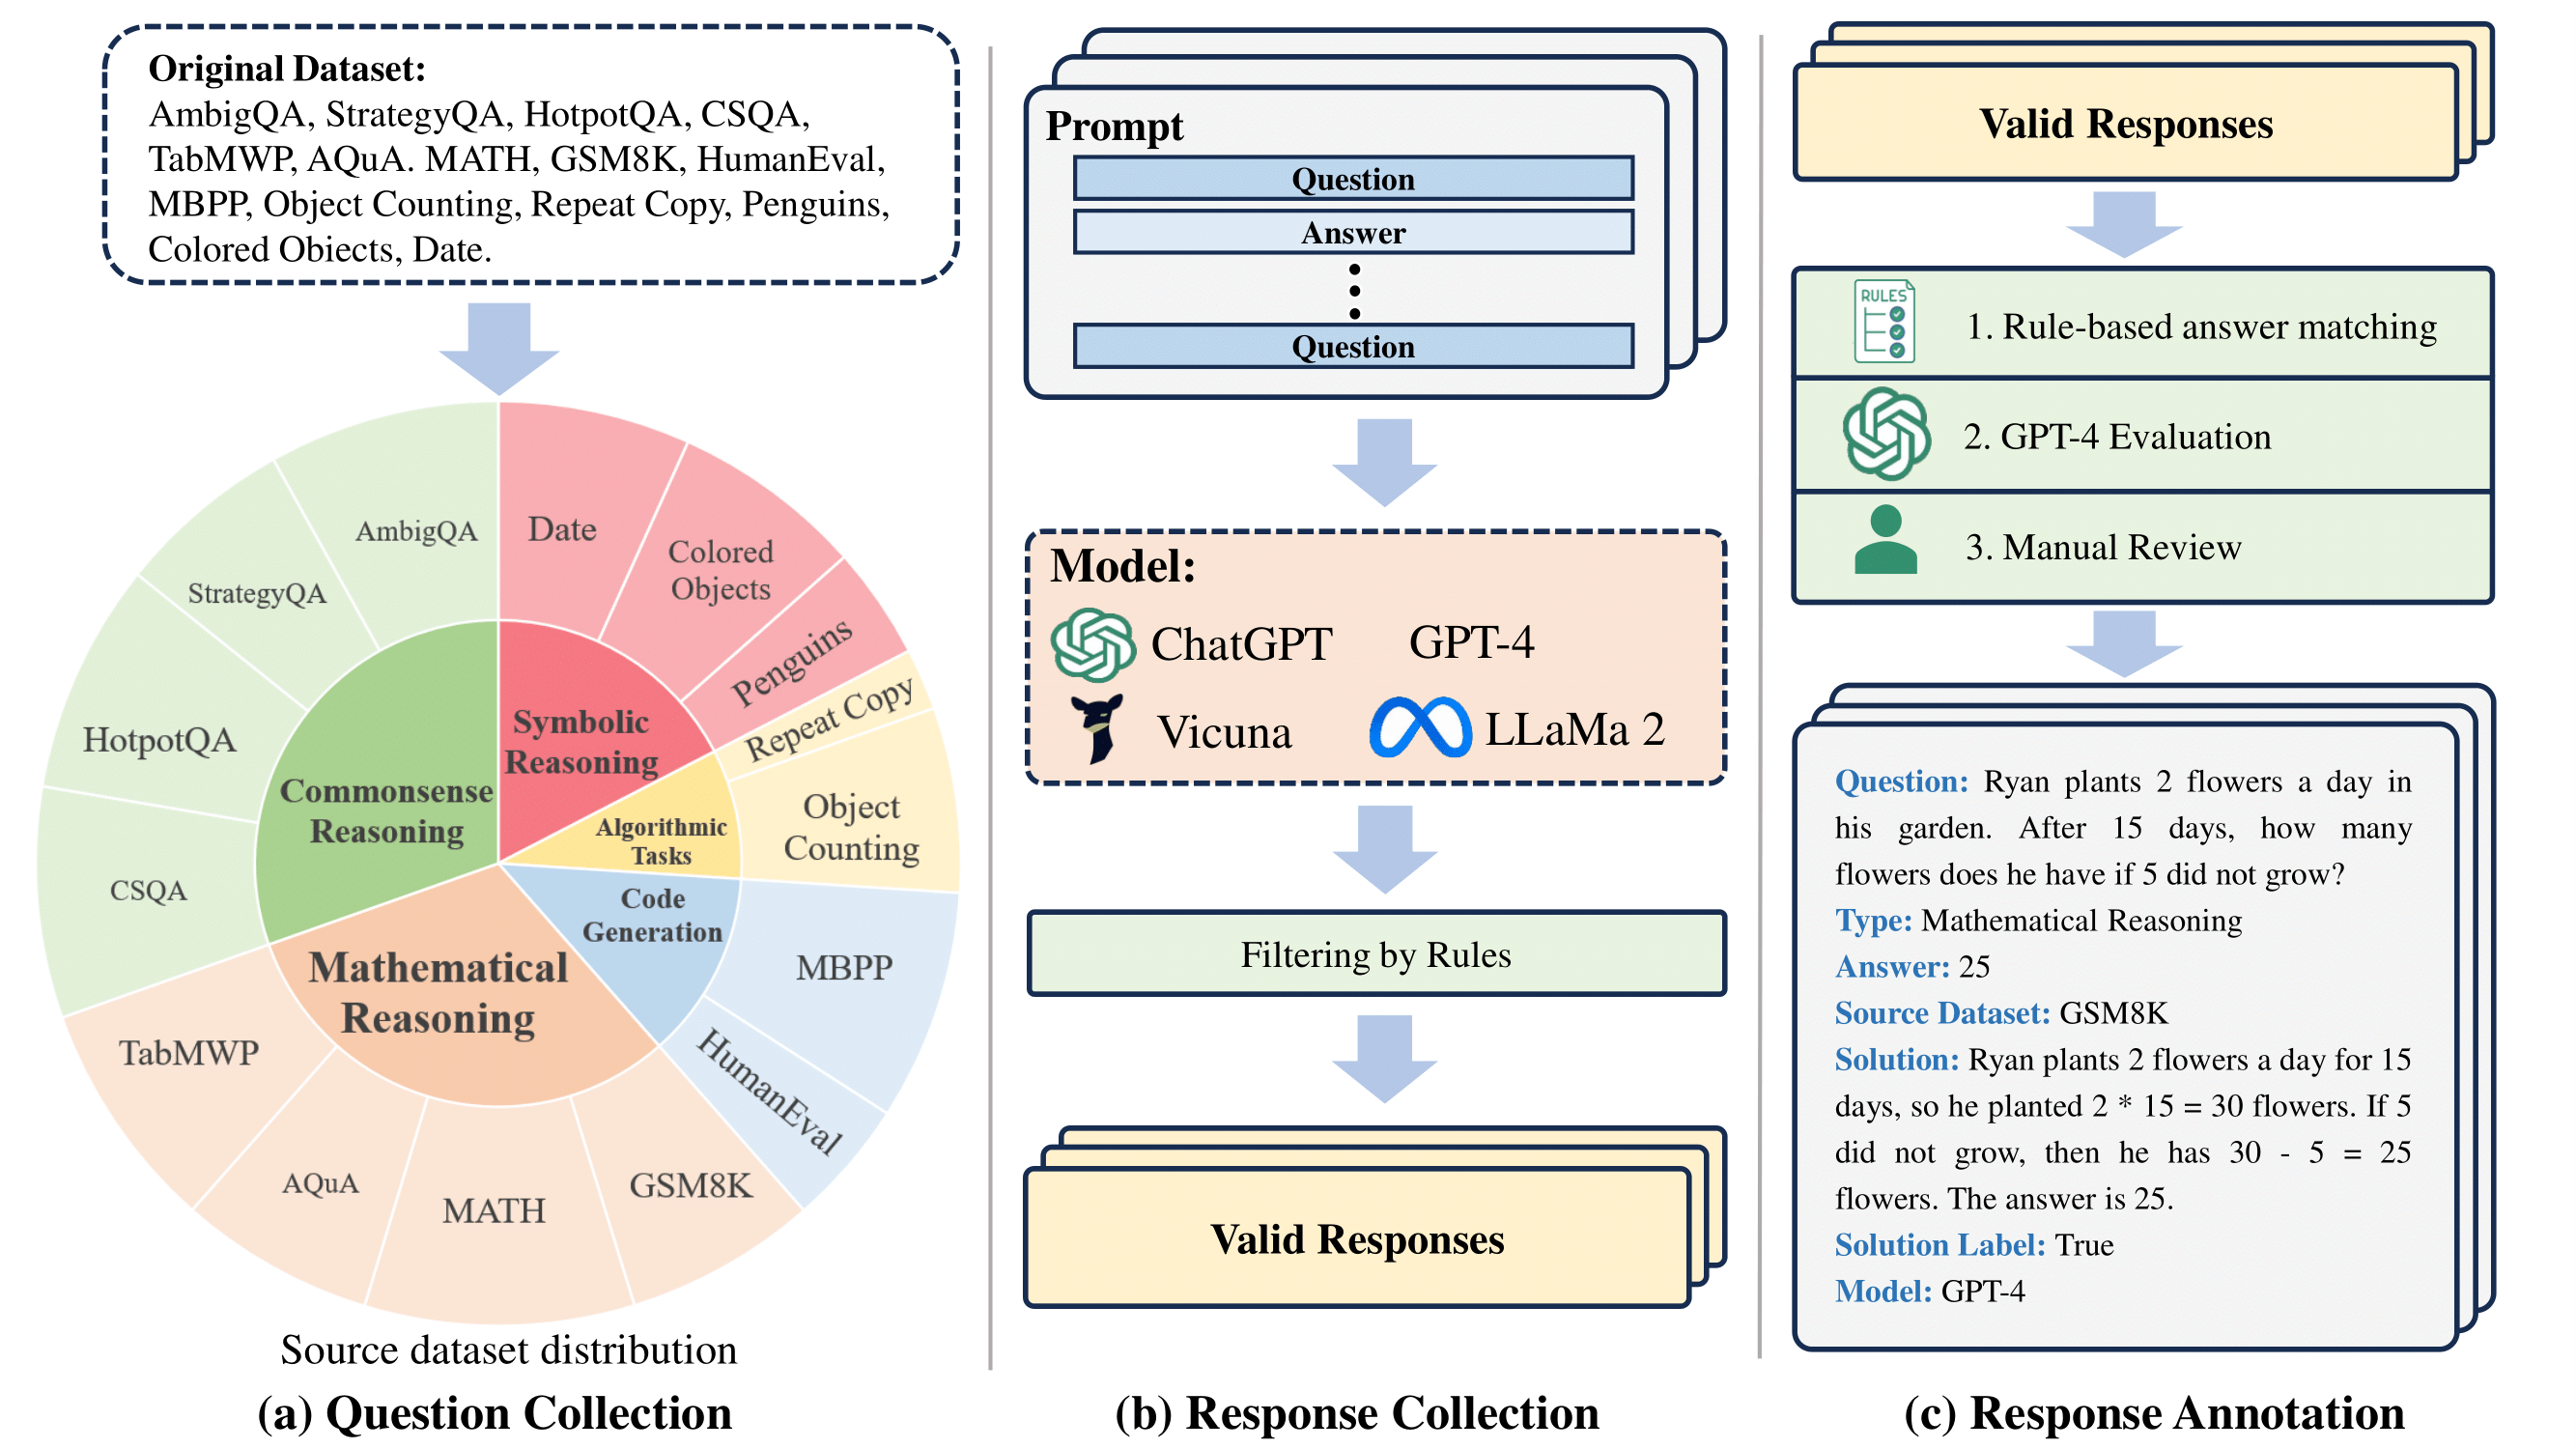 Original Dataset:
AmbigQA, StrategyQA, HotpotQA, CSQA,
TabMWP, AQuA. MATH, GSM8K, HumanEval,
MBPP, Object Counting, Repeat Copy, Penguins,
Colored Objects, Date.
AmbigQA
Date
Colored
Objects
StrategyQA
Penguins
Repeat Copy
HotpotQA
Symbolic
Reasoning
Commonsense
Reasoning
Algorithmic
Tasks
Object
Counting
CSQA
Code
Generation
MBPP
Mathematical
Reasoning
TabMWP
HumanEval
AQuA
MATH
GSM8K
Source dataset distribution
(a) Question Collection
Prompt
Question
Answer
Question
Model:
ChatGPT
GPT-4
Vicuna
LLaMa 2
Filtering by Rules
Valid Responses
(b) Response Collection
Valid Responses
RULES
1. Rule-based answer matching
2. GPT-4 Evaluation
3. Manual Review
Question: Ryan plants 2 flowers a day in
his garden. After 15 days, how many
flowers does he have if 5 did not grow?
Type: Mathematical Reasoning
Answer: 25
Source Dataset: GSM8K
Solution: Ryan plants 2 flowers a day for 15
days, so he planted 2 * 15 = 30 flowers. If 5
did not grow, then he has 30 - 5 = 25
flowers. The answer is 25.
Solution Label: True
Model: GPT-4
(c) Response Annotation